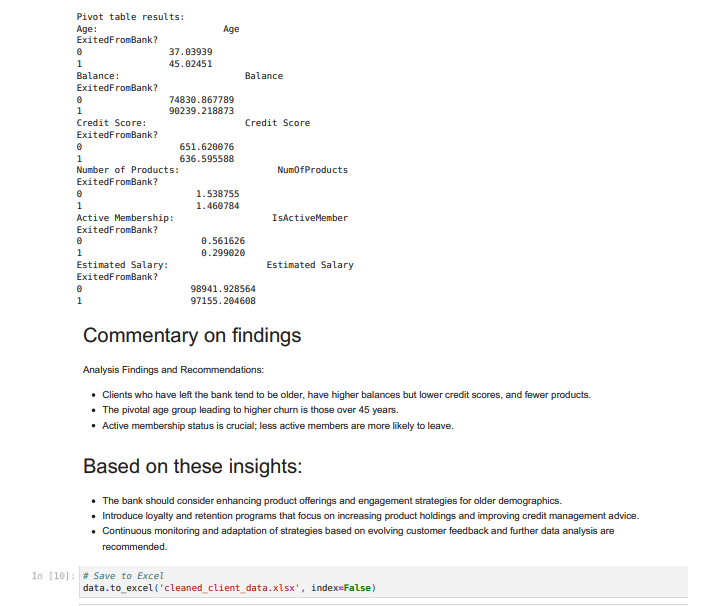 Pivot table results:
Age: Age
ExitedFromBank?
0 37.03939
1 45.02451
Balance: Balance
ExitedFromBank?
0 74830.867789
1 90239.218873
Credit Score: Credit Score
ExitedFromBank?
0 651.620076
1 636.595588
Number of Products: NumOfProducts
ExitedFromBank?
0 1.538755
1 1.460784
Active Membership: IsActiveMember
ExitedFromBank?
0 0.561626
1 0.299020
Estimated Salary: Estimated Salary
ExitedFromBank?
0 98941.928564
1 97155.204608
Commentary on findings
Analysis Findings and Recommendations:
• Clients who have left the bank tend to be older, have higher balances but lower credit scores, and fewer products.
• The pivotal age group leading to higher churn is those over 45 years.
• Active membership status is crucial; less active members are more likely to leave.
Based on these insights:
• The bank should consider enhancing product offerings and engagement strategies for older demographics.
• Introduce loyalty and retention programs that focus on increasing product holdings and improving credit management advice.
• Continuous monitoring and adaptation of strategies based on evolving customer feedback and further data analysis are
recommended.
In [10]: # Save to Excel
data.to_excel('cleaned_client_data.xlsx', index=False)